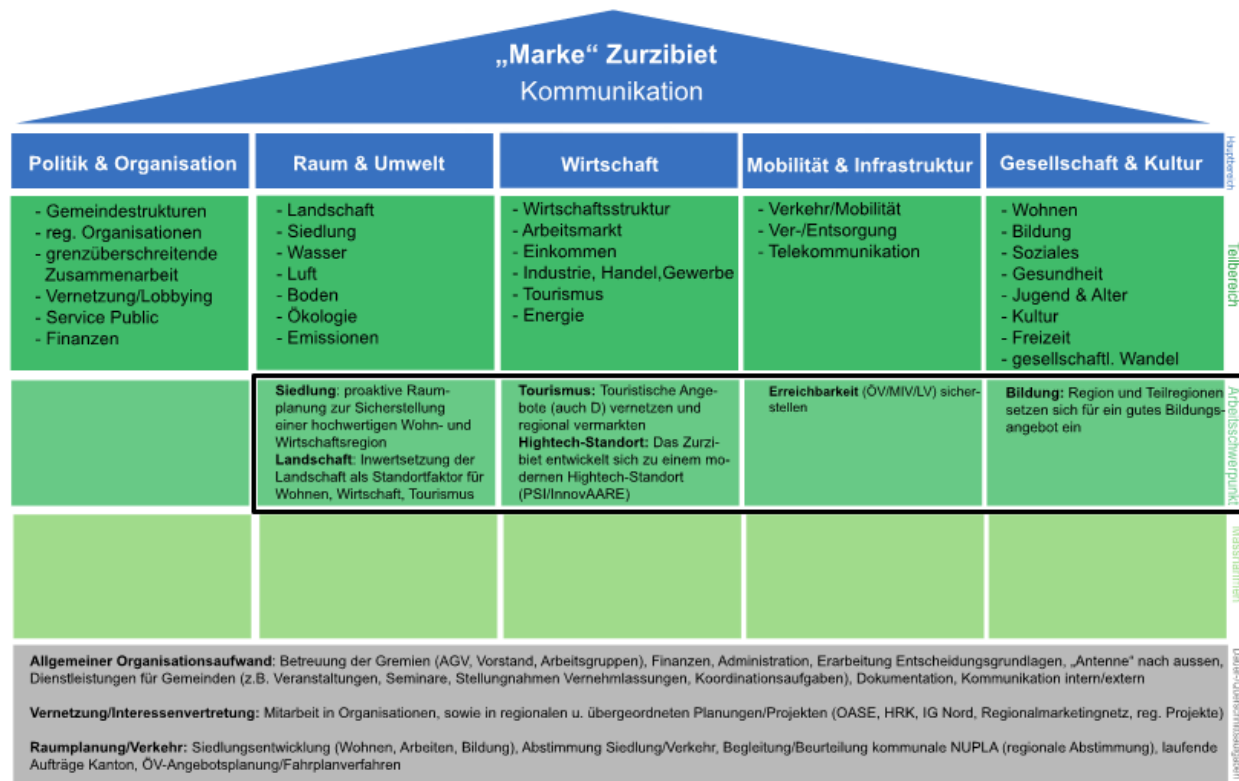 „Marke“ Zurzibiet
Kommunikation
Politik & Organisation
Raum & Umwelt
Wirtschaft
Mobilität & Infrastruktur
Gesellschaft & Kultur
Hauptbereich
- Gemeindestrukturen
- reg. Organisationen
- grenzüberschreitende
Zusammenarbeit
- Vernetzung/Lobbying
- Service Public
- Finanzen
- Landschaft
- Siedlung
- Wasser
- Luft
- Boden
- Ökologie
- Emissionen
- Wirtschaftsstruktur
- Arbeitsmarkt
- Einkommen
- Industrie, Handel,Gewerbe
- Tourismus
- Energie
- Verkehr/Mobilität
- Ver-/Entsorgung
- Telekommunikation
- Wohnen
- Bildung
- Soziales
- Gesundheit
- Jugend & Alter
- Kultur
- Freizeit
- gesellschaftl. Wandel
Teilbereich
Siedlung: proaktive Raum-
planung zur Sicherstellung
einer hochwertigen Wohn- und
Wirtschaftsregion
Landschaft: Inwertsetzung der
Landschaft als Standortfaktor für
Wohnen, Wirtschaft, Tourismus
Tourismus: Touristische Ange-
bote (auch D) vernetzen und
regional vermarkten
Hightech-Standort: Das Zurzi-
biet entwickelt sich zu einem mo-
dernen Hightech-Standort
(PSI/InnovAARE)
Erreichbarkeit (ÖV/MIV/LV) sicher-
stellen
Bildung: Region und Teilregionen
setzen sich für ein gutes Bildungs-
angebot ein
Arbeitsschwerpunkt
Massnahmen
Allgemeiner Organisationsaufwand: Betreuung der Gremien (AGV, Vorstand, Arbeitsgruppen), Finanzen, Administration, Erarbeitung Entscheidungsgrundlagen, „Antenne“ nach aussen,
Dienstleistungen für Gemeinden (z.B. Veranstaltungen, Seminare, Stellungnahmen Vernehmlassungen, Koordinationsaufgaben), Dokumentation, Kommunikation intern/extern
Vernetzung/Interessenvertretung: Mitarbeit in Organisationen, sowie in regionalen u. übergeordneten Planungen/Projekten (OASE, HRK, IG Nord, Regionalmarketingnetz, reg. Projekte)
Raumplanung/Verkehr: Siedlungsentwicklung (Wohnen, Arbeiten, Bildung), Abstimmung Siedlung/Verkehr, Begleitung/Beurteilung kommunale NUPLA (regionale Abstimmung), laufende
Aufträge Kanton, ÖV-Angebotsplanung/Fahrplanverfahren